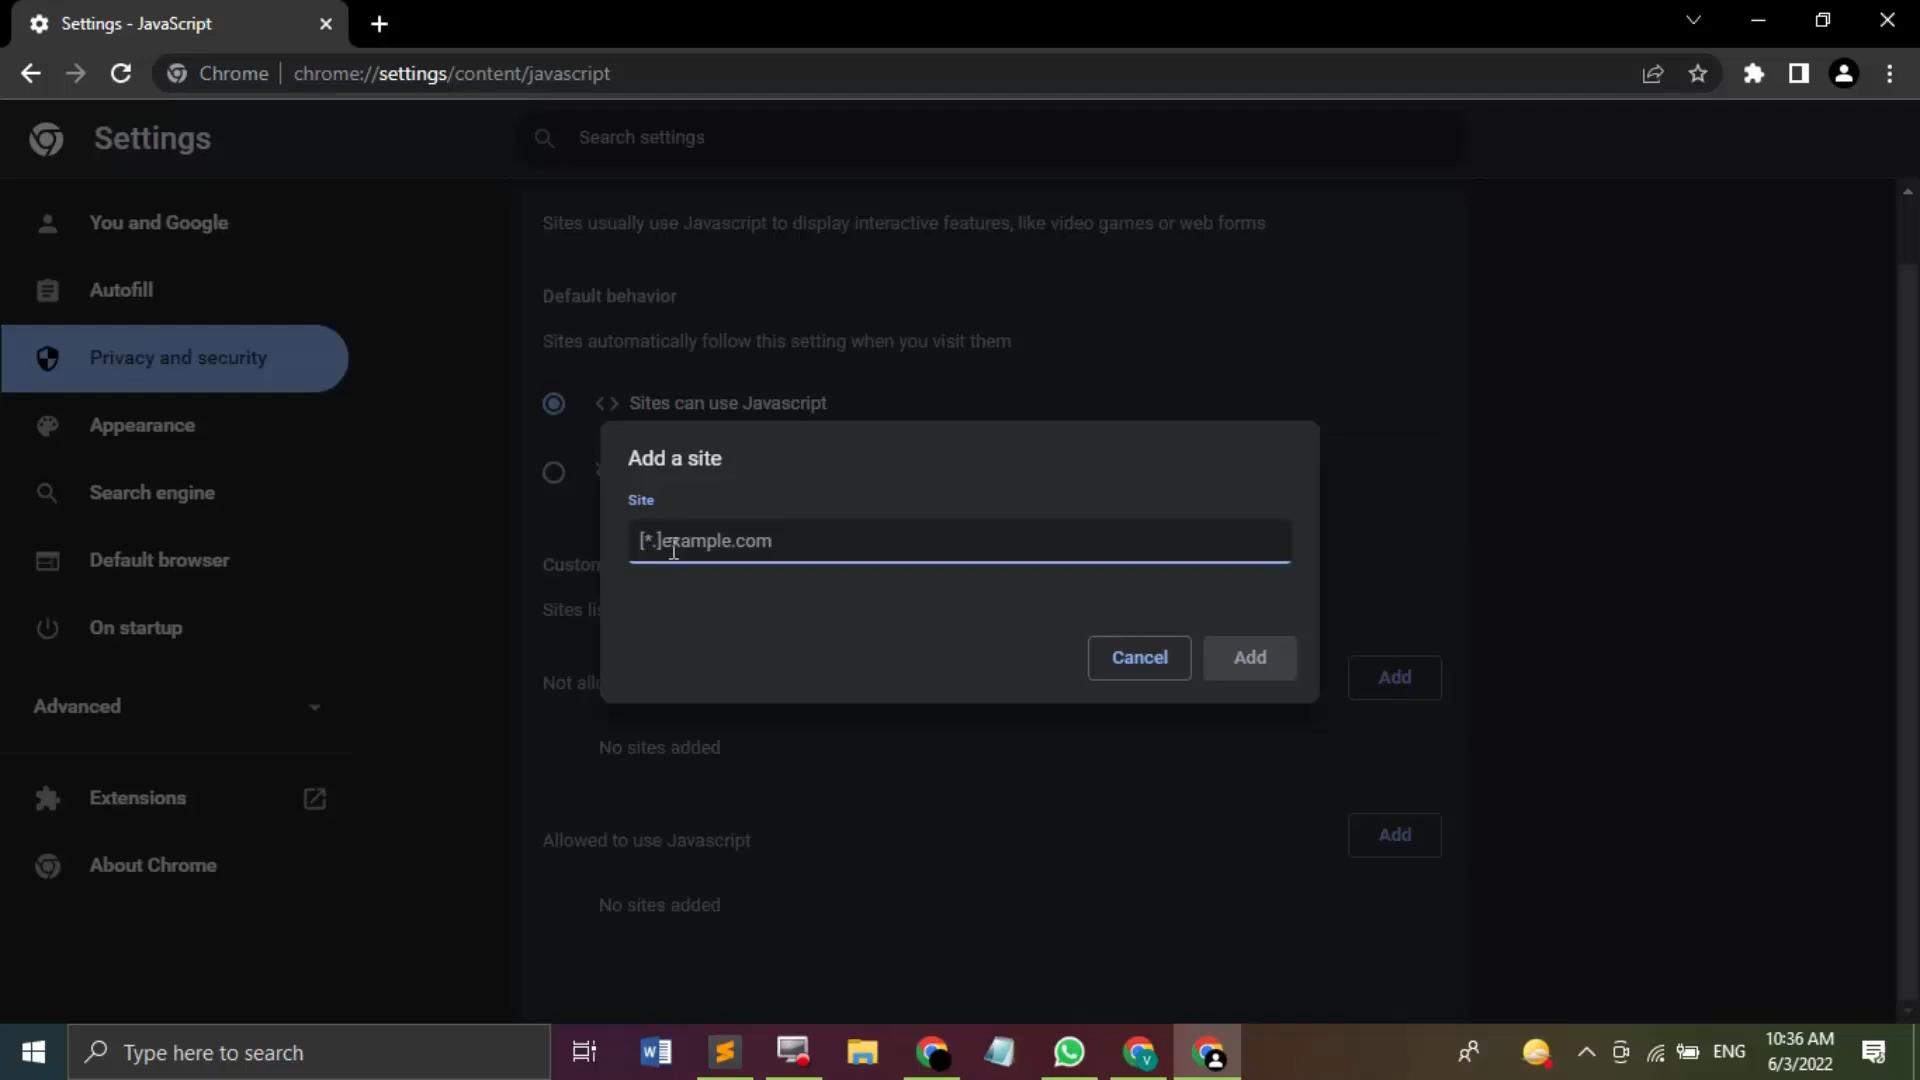 Settings - JavaScript
Chrome
chrome://settings/content/javascript
Settings
Search settings
You and Google
Autofill
Privacy and security
Appearance
Search engine
Default browser
On startup
Advanced
Extensions
About Chrome
Sites usually use Javascript to display interactive features, like video games or web forms
Default behavior
Sites automatically follow this setting when you visit them
Sites can use Javascript
Add a site
Site
[*.]example.com
Cancel
Add
Custom
Sites
Not
Add
No sites added
Allowed to use Javascript
Add
No sites added
Type here to search
ENG
10:36 AM
6/3/2022